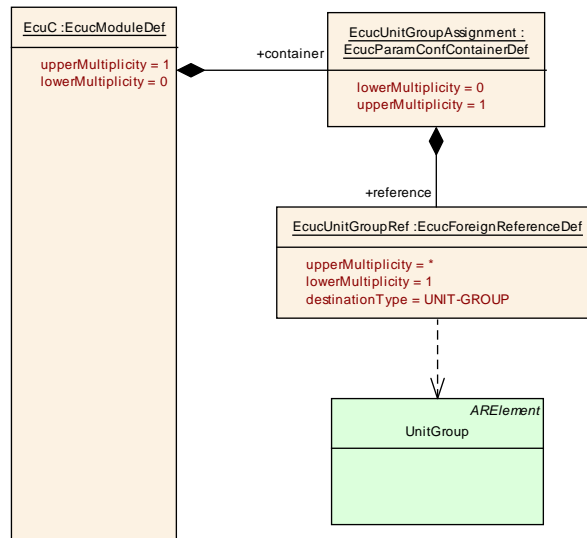 EcuC :EcucModuleDef
upperMultiplicity = 1
lowerMultiplicity = 0
+container
EcucUnitGroupAssignment :
EcucParamConfContainerDef
lowerMultiplicity = 0
upperMultiplicity = 1
+reference
EcucUnitGroupRef :EcucForeignReferenceDef
upperMultiplicity = *
lowerMultiplicity = 1
destinationType = UNIT-GROUP
ARElement
UnitGroup